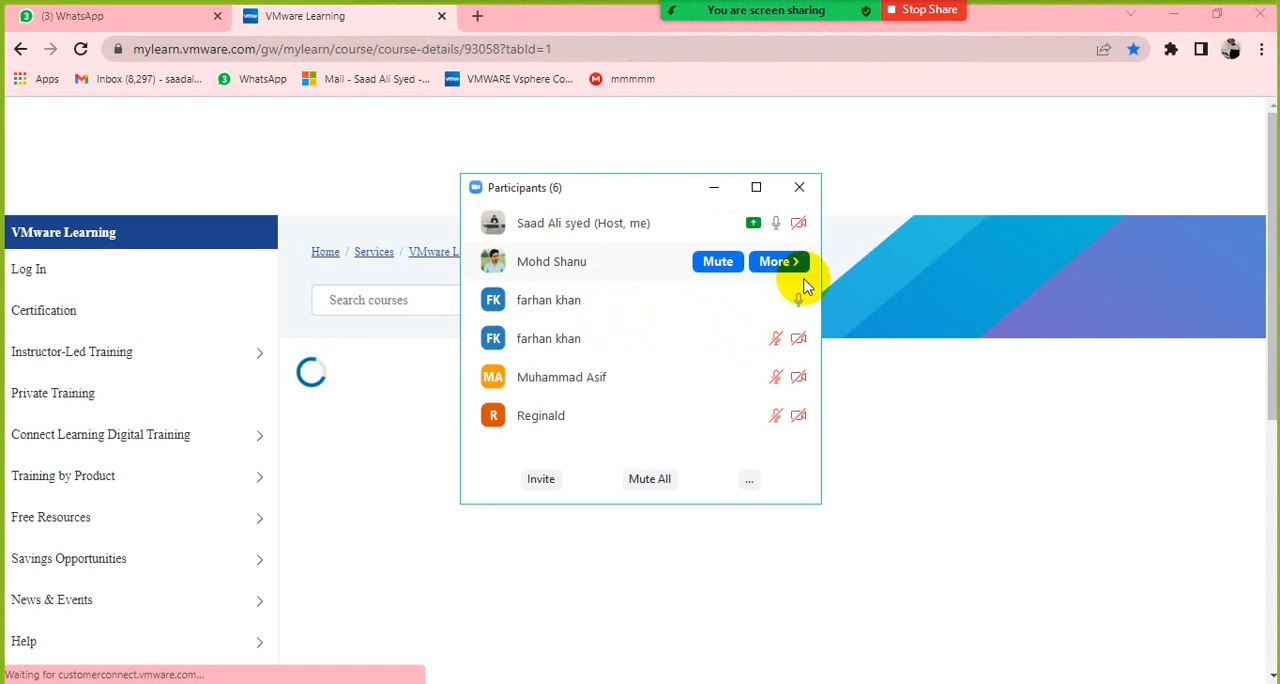 (3) WhatsApp
VMware Learning
You are screen sharing
Stop Share
mylearn.vmware.com/gw/mylearn/course/course-details/93058?tabId=1
Apps
Inbox (8,297) - saadal...
WhatsApp
Mail - Saad Ali Syed -...
VMWARE Vsphere Co...
mmmmm
VMware Learning
Log In
Certification
Instructor-Led Training
Private Training
Connect Learning Digital Training
Training by Product
Free Resources
Savings Opportunities
News & Events
Help
Home / Services / VMware L
Search courses
Participants (6)
Saad Ali syed (Host, me)
Mohd Shanu
Mute
More
FK farhan khan
FK farhan khan
MA Muhammad Asif
R Reginald
Invite
Mute All
...
Waiting for customerconnect.vmware.com...